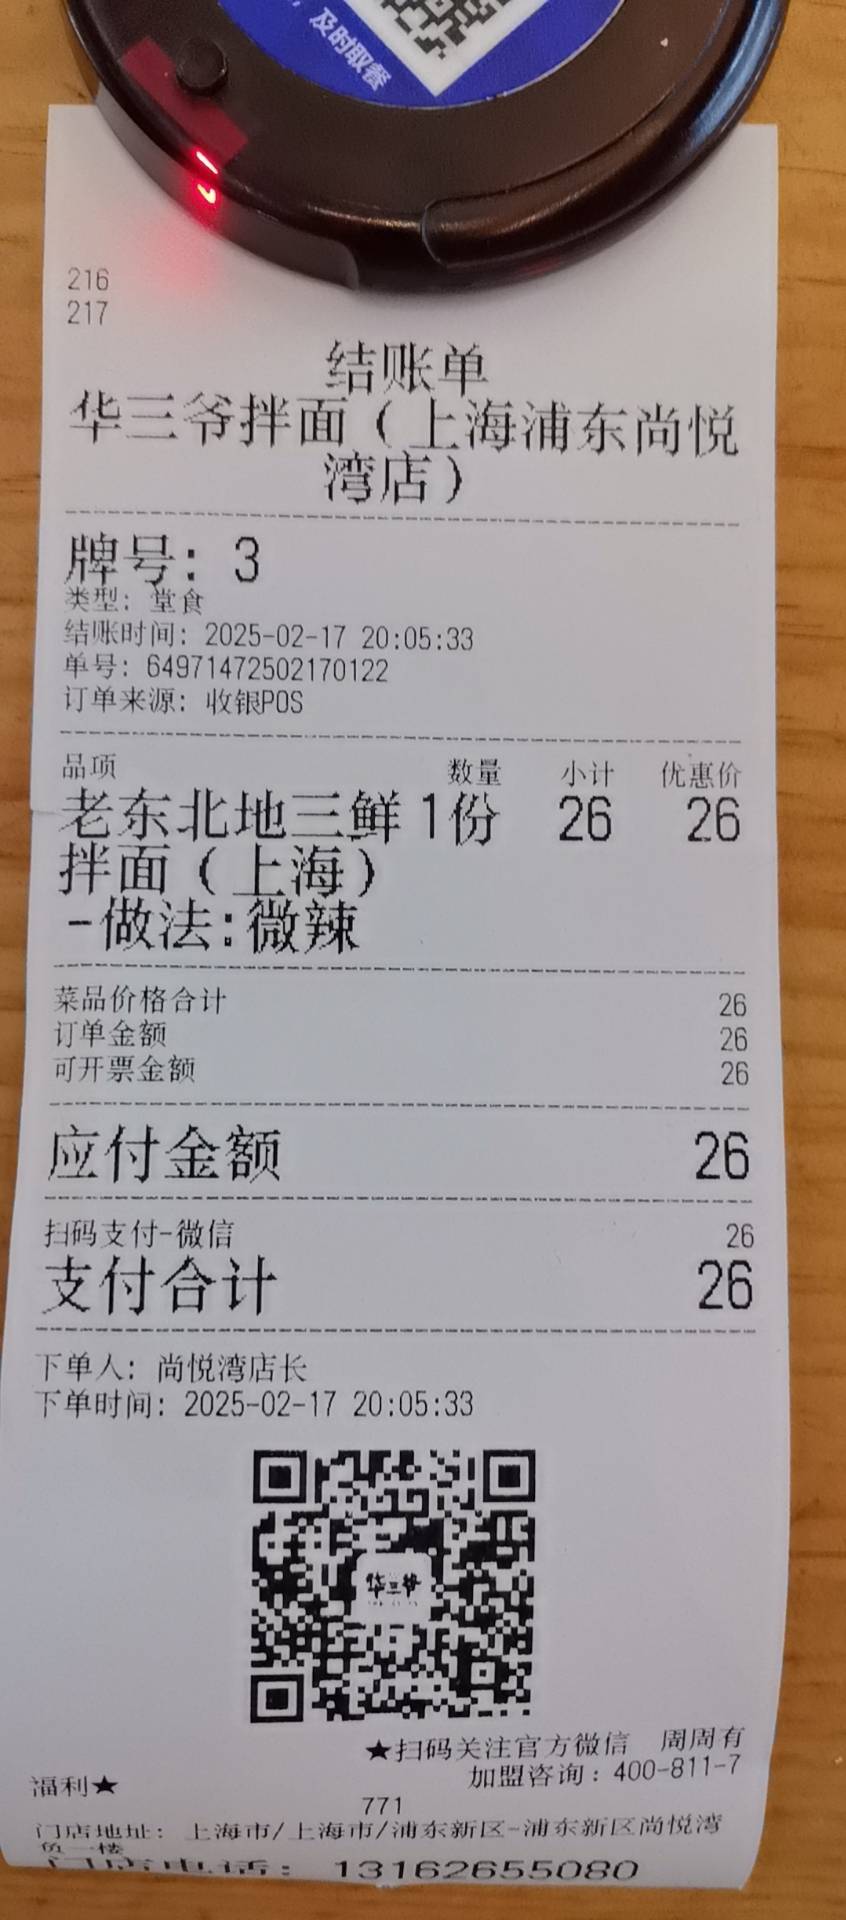 及时取餐
216
217
结账单
华三爷拌面（上海浦东尚悦
湾店）
牌号：3
类型：堂食
结账时间：2025-02-17 20:05:33
单号：64971472502170122
订单来源：收银POS
品项 数量 小计 优惠价
老东北地三鲜 1份 26 26
拌面（上海）
-做法:微辣
菜品价格合计 26
订单金额 26
可开票金额 26
应付金额 26
扫码支付-微信 26
支付合计 26
下单人：尚悦湾店长
下单时间：2025-02-17 20:05:33
华三爷
★扫码关注官方微信 周周有
福利★ 加盟咨询：400-811-7
771
门店地址：上海市/上海市/浦东新区-浦东新区尚悦湾
负一楼
门店电话：13162655080